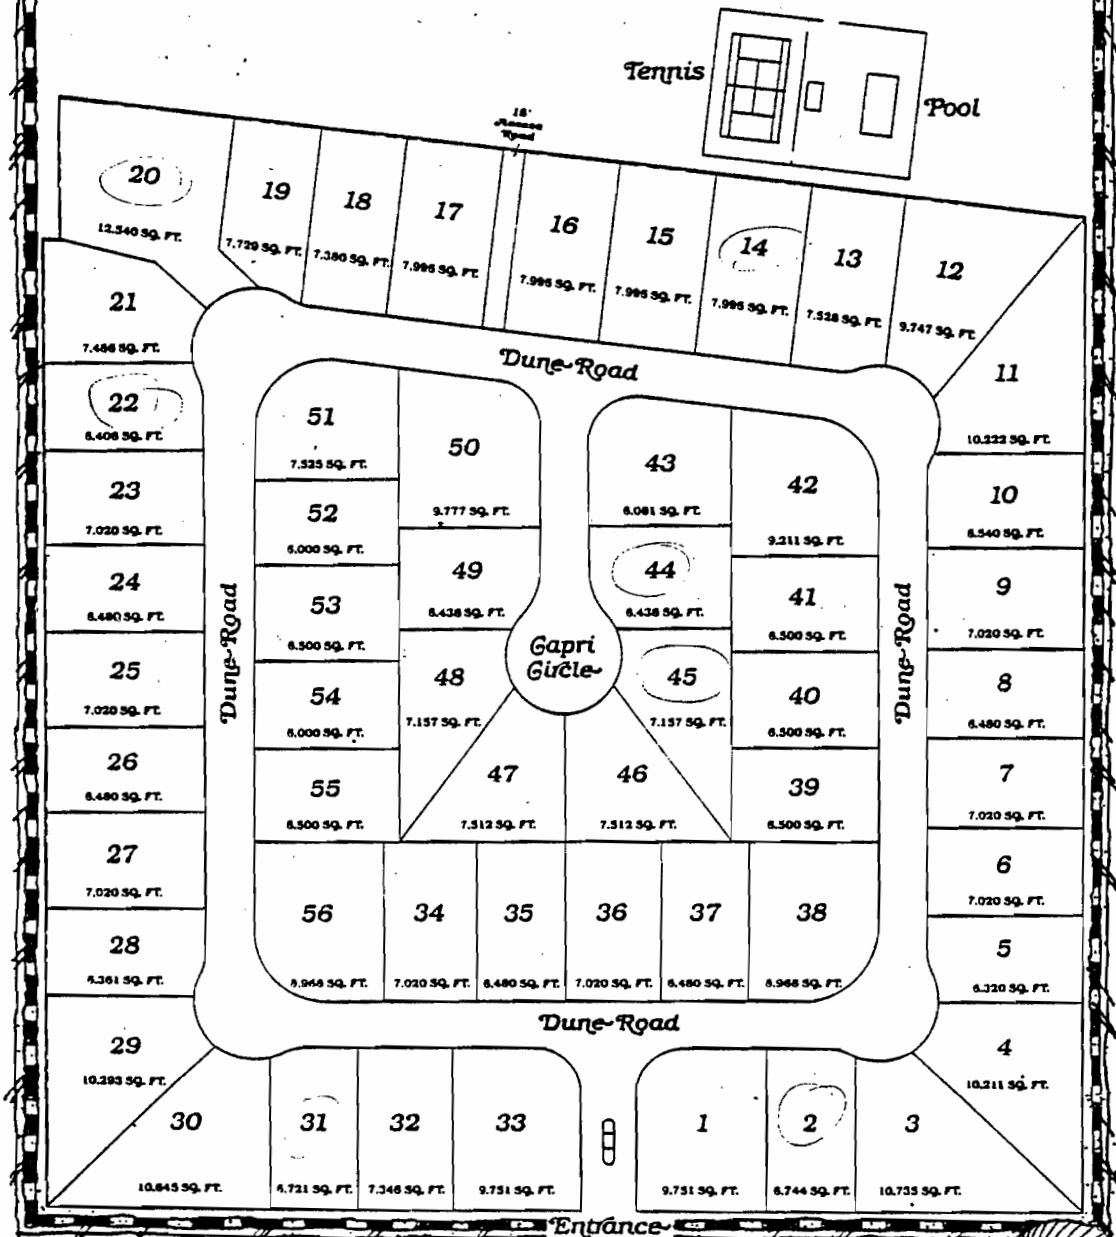 Tennis
Pool
15'
Access
Road
20
12.540 SQ. FT.
19
7.729 SQ. FT.
18
7.380 SQ. FT.
17
7.995 SQ. FT.
16
7.995 SQ. FT.
15
7.995 SQ. FT.
14
7.995 SQ. FT.
13
7.528 SQ. FT.
12
9.747 SQ. FT.
11
10.222 SQ. FT.
21
7.486 SQ. FT.
Dune Road
22
6.408 SQ. FT.
23
7.020 SQ. FT.
24
6.480 SQ. FT.
25
7.020 SQ. FT.
26
6.480 SQ. FT.
27
7.020 SQ. FT.
28
6.361 SQ. FT.
29
10.293 SQ. FT.
Dune Road
51
7.525 SQ. FT.
52
6.000 SQ. FT.
53
6.500 SQ. FT.
54
6.000 SQ. FT.
55
6.500 SQ. FT.
50
9.777 SQ. FT.
49
6.438 SQ. FT.
48
7.157 SQ. FT.
47
7.512 SQ. FT.
Capri
Circle
43
6.081 SQ. FT.
44
6.438 SQ. FT.
45
7.157 SQ. FT.
46
7.512 SQ. FT.
42
9.211 SQ. FT.
41
6.500 SQ. FT.
40
6.500 SQ. FT.
39
6.500 SQ. FT.
Dune Road
10
6.540 SQ. FT.
9
7.020 SQ. FT.
8
6.480 SQ. FT.
7
7.020 SQ. FT.
6
7.020 SQ. FT.
5
6.320 SQ. FT.
4
10.211 SQ. FT.
56
8.968 SQ. FT.
34
7.020 SQ. FT.
35
6.480 SQ. FT.
36
7.020 SQ. FT.
37
6.480 SQ. FT.
38
8.968 SQ. FT.
Dune Road
30
10.645 SQ. FT.
31
6.721 SQ. FT.
32
7.346 SQ. FT.
33
9.751 SQ. FT.
1
9.751 SQ. FT.
2
6.744 SQ. FT.
3
10.735 SQ. FT.
Entrance